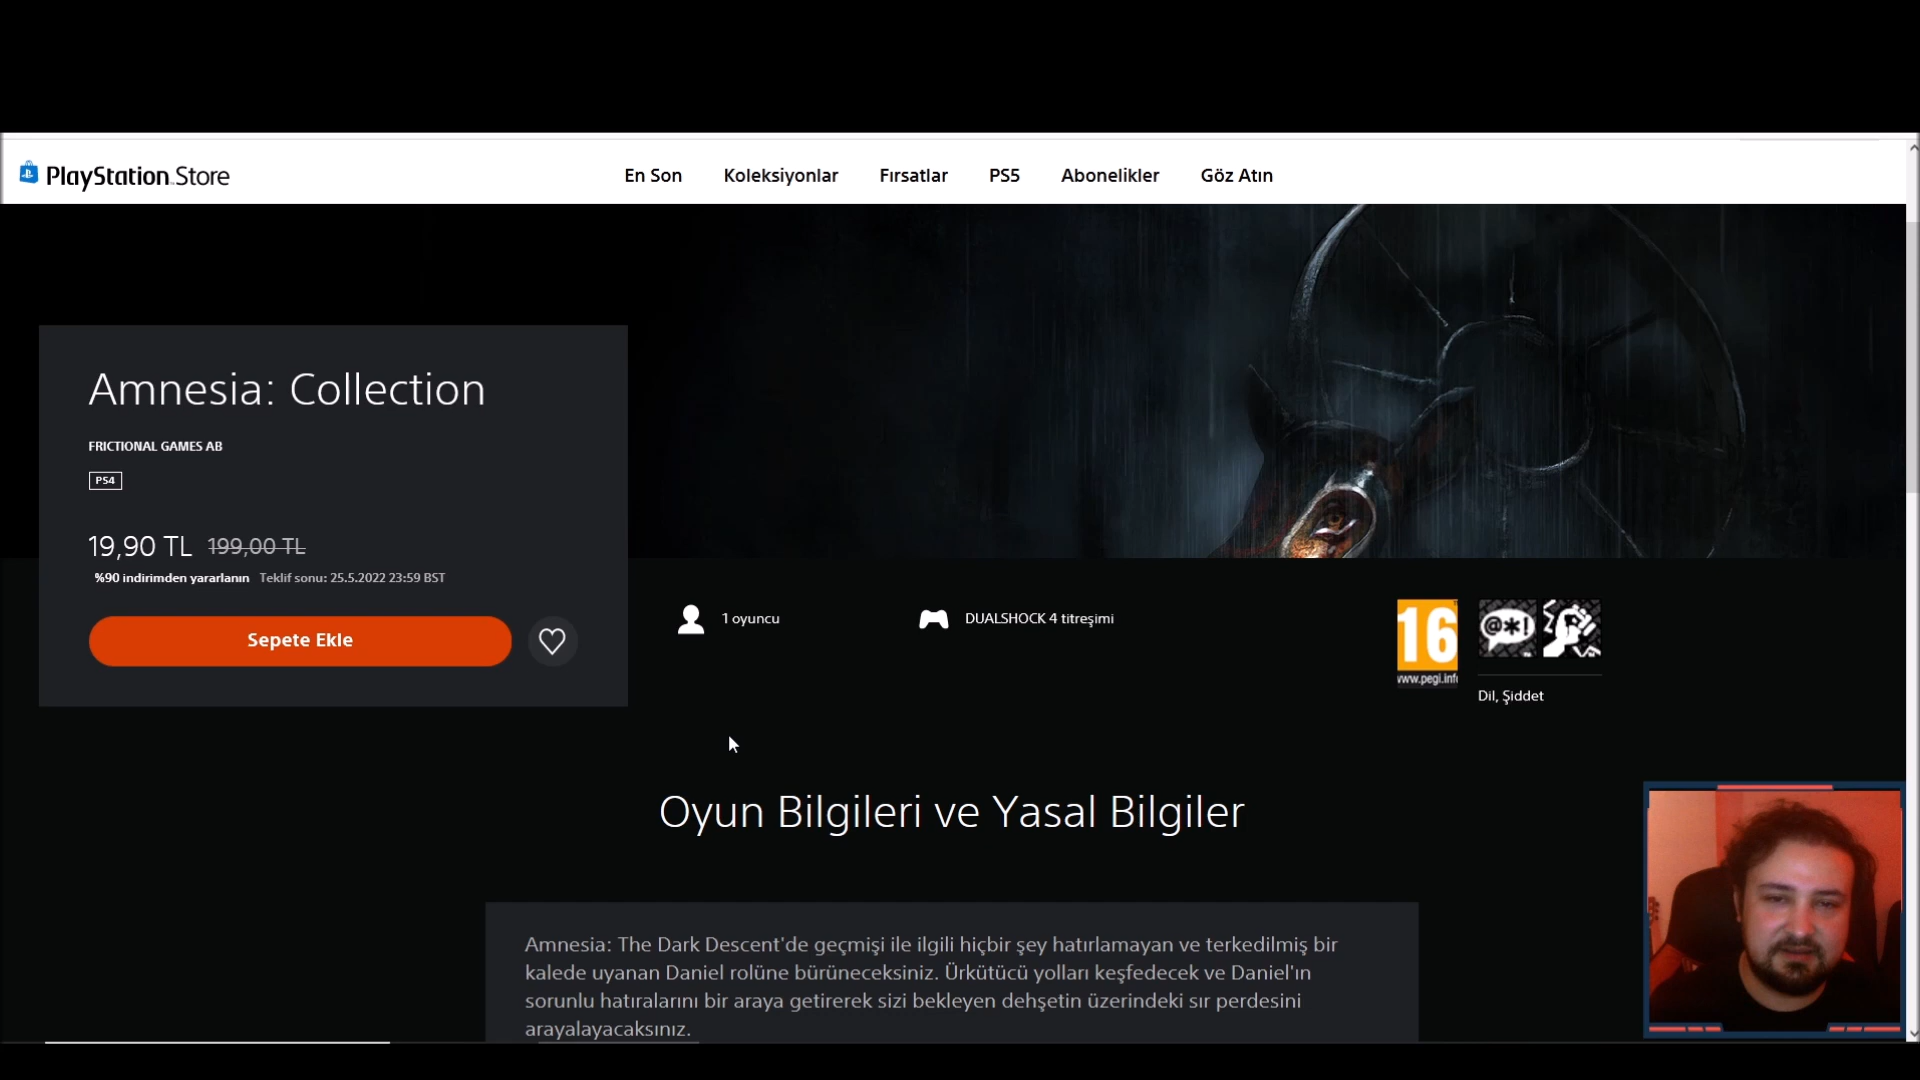 PlayStation Store
En Son Koleksiyonlar Fırsatlar PS5 Abonelikler Göz Atın
Amnesia: Collection
FRICTIONAL GAMES AB
PS4
19,90 TL 199,00 TL
%90 indirimden yararlanın Teklif sonu: 25.5.2022 23:59 BST
Sepete Ekle
1 oyuncu
DUALSHOCK 4 titreşimi
16
www.pegi.info
@*!
Dil, Şiddet
Oyun Bilgileri ve Yasal Bilgiler
Amnesia: The Dark Descent'de geçmişi ile ilgili hiçbir şey hatırlamayan ve terkedilmiş bir
kalede uyanan Daniel rolüne bürüneceksiniz. Ürkütücü yolları keşfedecek ve Daniel'ın
sorunlu hatıralarını bir araya getirerek sizi bekleyen dehşetin üzerindeki sır perdesini
arayalayacaksınız.